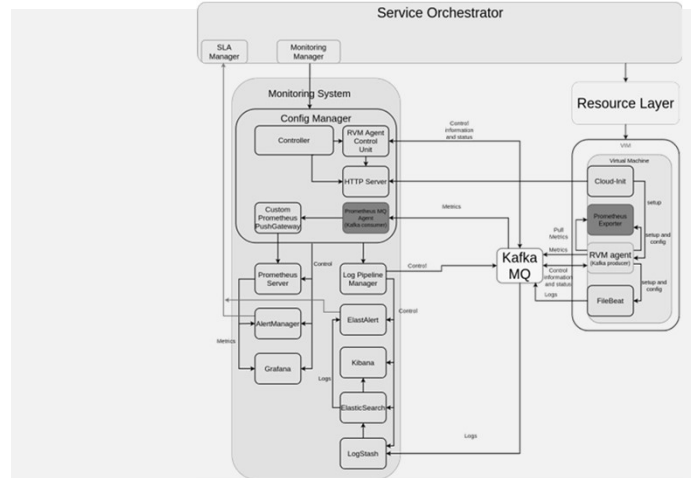 Service Orchestrator
SLA
Manager
Monitoring
Manager
Monitoring System
Config Manager
Controller
RVM Agent
Control
Unit
HTTP Server
Custom
Prometheus
PushGateway
Prometheus MQ
Agent
(Kafka consumer)
Control
information
and status
Metrics
Resource Layer
VIM
Virtual Machine
Cloud-Init
setup
Prometheus
Exporter
Pull
Metrics
setup and
config
Metrics
RVM agent
(Kafka producer)
Control
information
and status
setup and
config
Logs
FileBeat
Kafka
MQ
Control
Prometheus
Server
Log Pipeline
Manager
Control
Control
AlertManager
ElastAlert
Metrics
Grafana
Kibana
Logs
ElasticSearch
Logs
LogStash